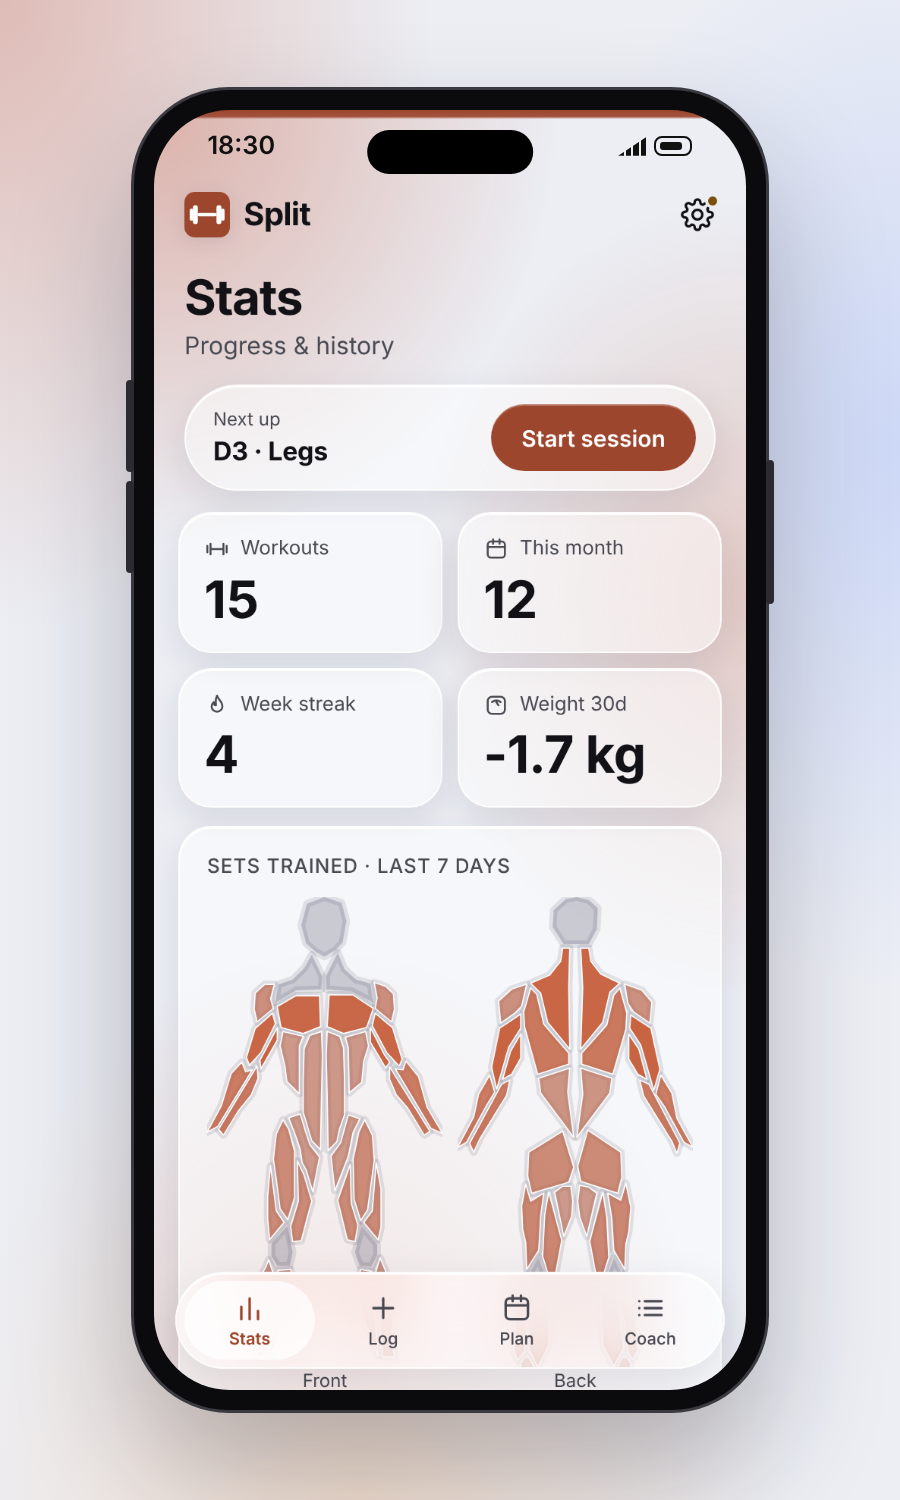 18:30
Split
Stats
Progress & history
Next up
D3 · Legs
Start session
Workouts
15
This month
12
Week streak
4
Weight 30d
-1.7 kg
SETS TRAINED · LAST 7 DAYS
Stats
Log
Plan
Coach
Front
Back